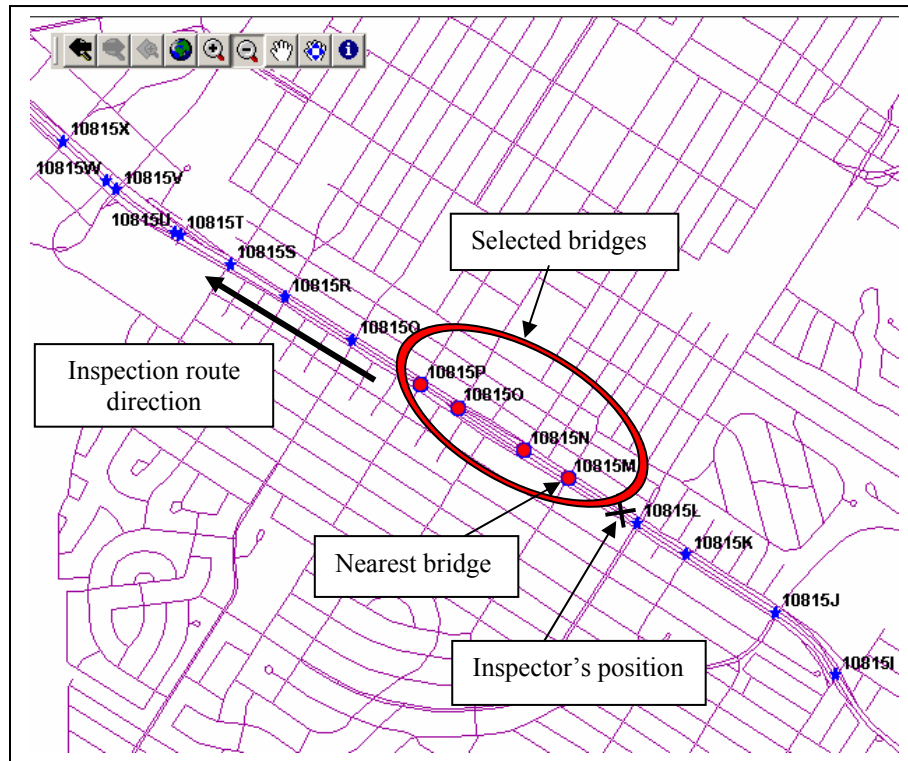 10815X
10815W
10815V
10815U
10815T
10815S
Selected bridges
10815R
10815Q
Inspection route
direction
10815P
10815O
10815N
10815M
10815L
Nearest bridge
10815K
10815J
Inspector's position
10815I